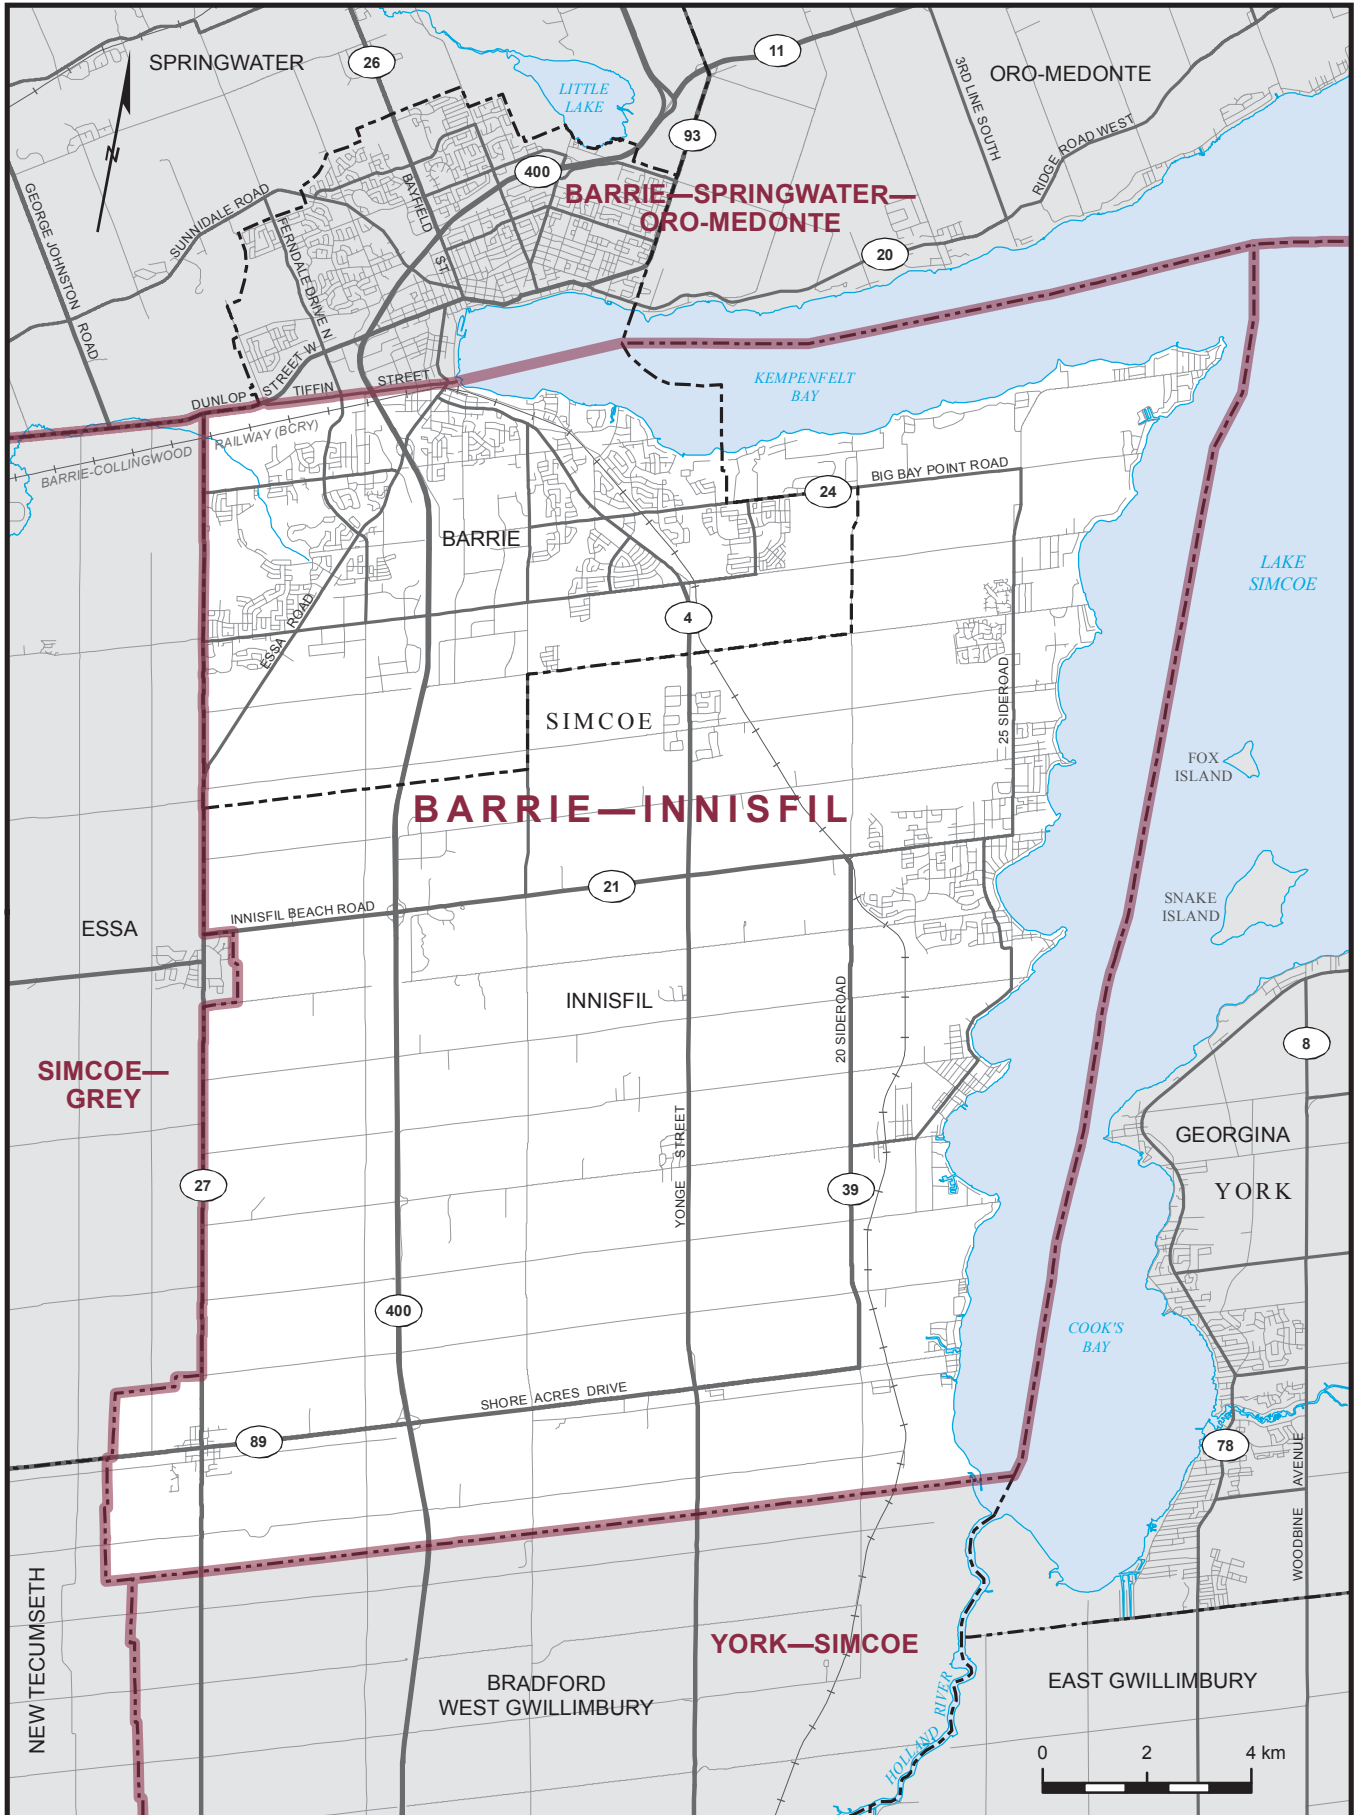 SPRINGWATER
26
11
ORO-MEDONTE
LITTLE
LAKE
3RD LINE SOUTH
93
RIDGE ROAD WEST
N
400
GEORGE JOHNSTON ROAD
SUNNIDALE ROAD
BAYFIELD ST.
FERNDALE DRIVE N
BARRIE—SPRINGWATER—
ORO-MEDONTE
20
DUNLOP STREET W
TIFFIN STREET
KEMPENFELT
BAY
BARRIE-COLLINGWOOD RAILWAY (BCRY)
BIG BAY POINT ROAD
24
BARRIE
LAKE
SIMCOE
ESSA ROAD
4
25 SIDEROAD
SIMCOE
FOX
ISLAND
BARRIE—INNISFIL
21
INNISFIL BEACH ROAD
SNAKE
ISLAND
ESSA
INNISFIL
20 SIDEROAD
8
SIMCOE—
GREY
GEORGINA
YONGE STREET
27
39
YORK
400
COOK'S
BAY
SHORE ACRES DRIVE
89
78
WOODBINE AVENUE
NEW TECUMSETH
YORK—SIMCOE
BRADFORD
WEST GWILLIMBURY
EAST GWILLIMBURY
HOLLAND RIVER
0 2 4 km